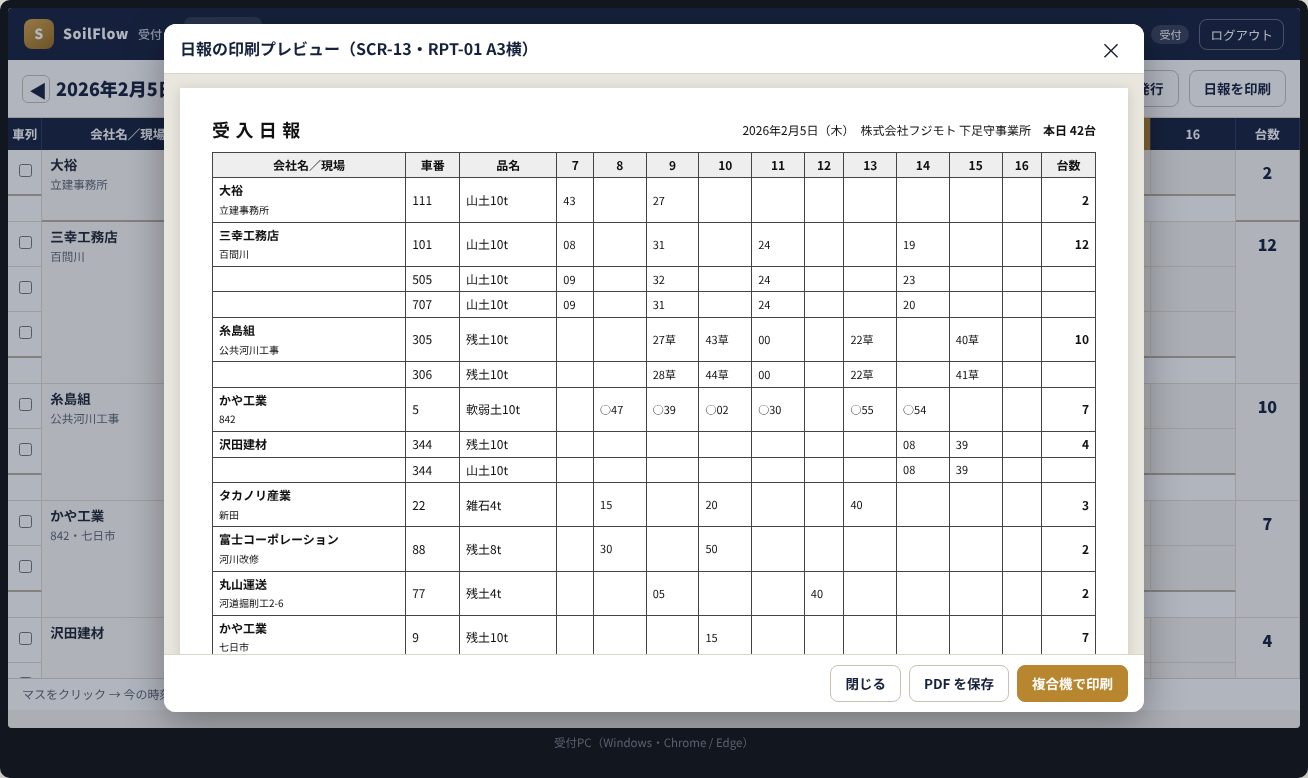 S SoilFlow 受付
受付 ログアウト
◀ 2026年2月5日
発行 日報を印刷
車列 会社名／現場 16 台数
大裕 2
立建事務所
三幸工務店 12
百間川
糸島組 10
公共河川工事
かや工業 7
842・七日市
沢田建材 4
マスをクリック → 今の時刻
日報の印刷プレビュー（SCR-13・RPT-01 A3横）
受入日報 2026年2月5日（木） 株式会社フジモト 下足守事業所 本日 42台
会社名／現場 車番 品名 7 8 9 10 11 12 13 14 15 16 台数
大裕
立建事務所 111 山土10t 43 27 2
三幸工務店
百間川 101 山土10t 08 31 24 19 12
505 山土10t 09 32 24 23
707 山土10t 09 31 24 20
糸島組
公共河川工事 305 残土10t 27草 43草 00 22草 40草 10
306 残土10t 28草 44草 00 22草 41草
かや工業
842 5 軟弱土10t ○47 ○39 ○02 ○30 ○55 ○54 7
沢田建材 344 残土10t 08 39 4
344 山土10t 08 39
タカノリ産業
新田 22 雑石4t 15 20 40 3
富士コーポレーション
河川改修 88 残土8t 30 50 2
丸山運送
河道掘削工2-6 77 残土4t 05 40 2
かや工業
七日市 9 残土10t 15 7
閉じる PDF を保存 複合機で印刷
受付PC（Windows・Chrome / Edge）